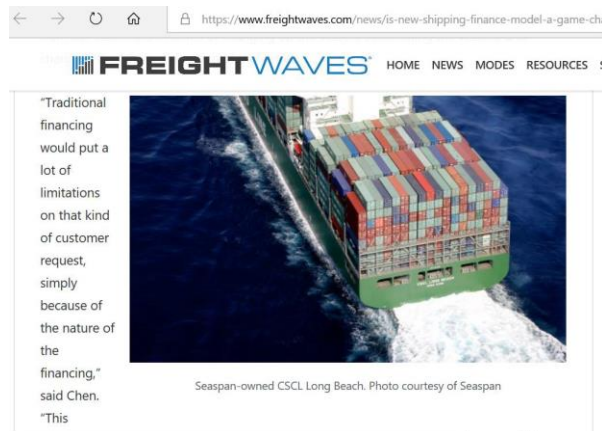 https://www.freightwaves.com/news/is-new-shipping-finance-model-a-game-cha
FREIGHTWAVES HOME NEWS MODES RESOURCES
"Traditional
financing
would put a
lot of
limitations
on that kind
of customer
request,
simply
because of
the nature of
the
financing,"
said Chen.
"This
Seaspan-owned CSCL Long Beach. Photo courtesy of Seaspan